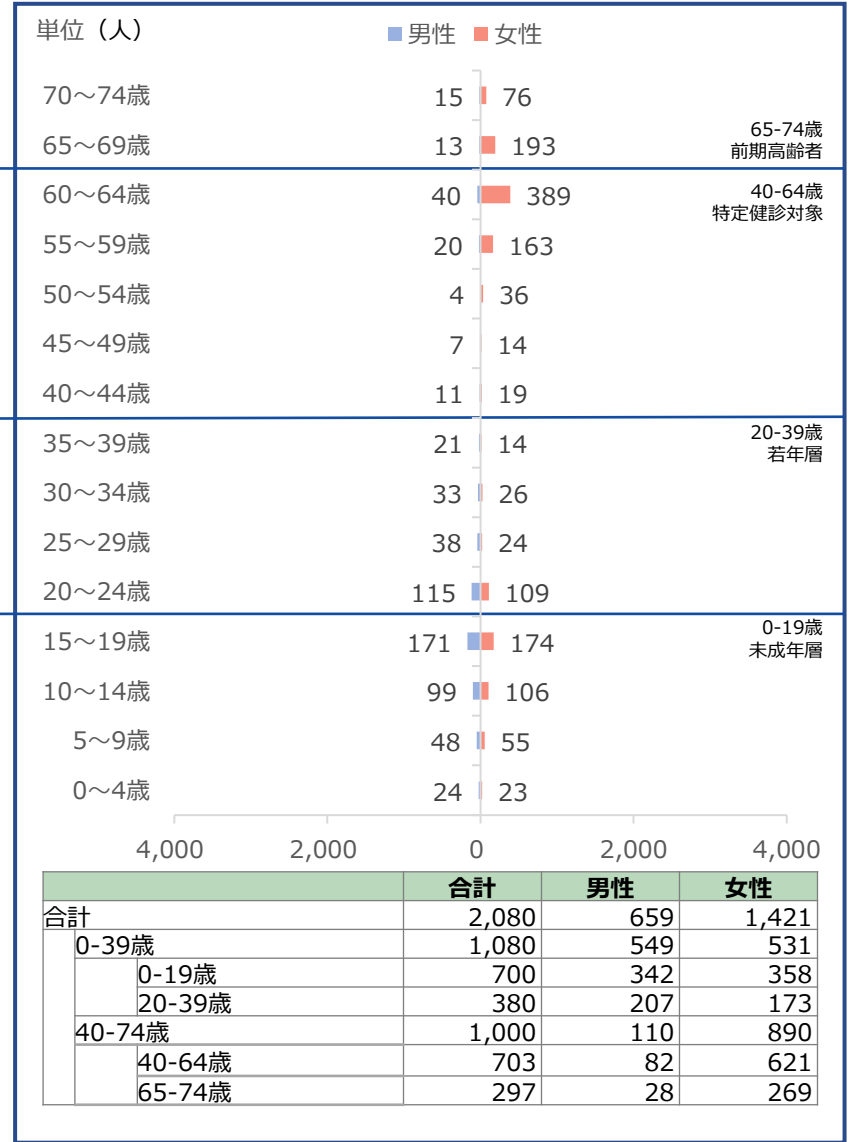 単位（人）
■男性 ■女性
70～74歳 15 76
65～69歳 13 193
65-74歳
前期高齢者
60～64歳 40 389
40-64歳
特定健診対象
55～59歳 20 163
50～54歳 4 36
45～49歳 7 14
40～44歳 11 19
35～39歳 21 14
20-39歳
若年層
30～34歳 33 26
25～29歳 38 24
20～24歳 115 109
15～19歳 171 174
0-19歳
未成年層
10～14歳 99 106
5～9歳 48 55
0～4歳 24 23
4,000 2,000 0 2,000 4,000
合計 男性 女性
合計 2,080 659 1,421
0-39歳 1,080 549 531
0-19歳 700 342 358
20-39歳 380 207 173
40-74歳 1,000 110 890
40-64歳 703 82 621
65-74歳 297 28 269